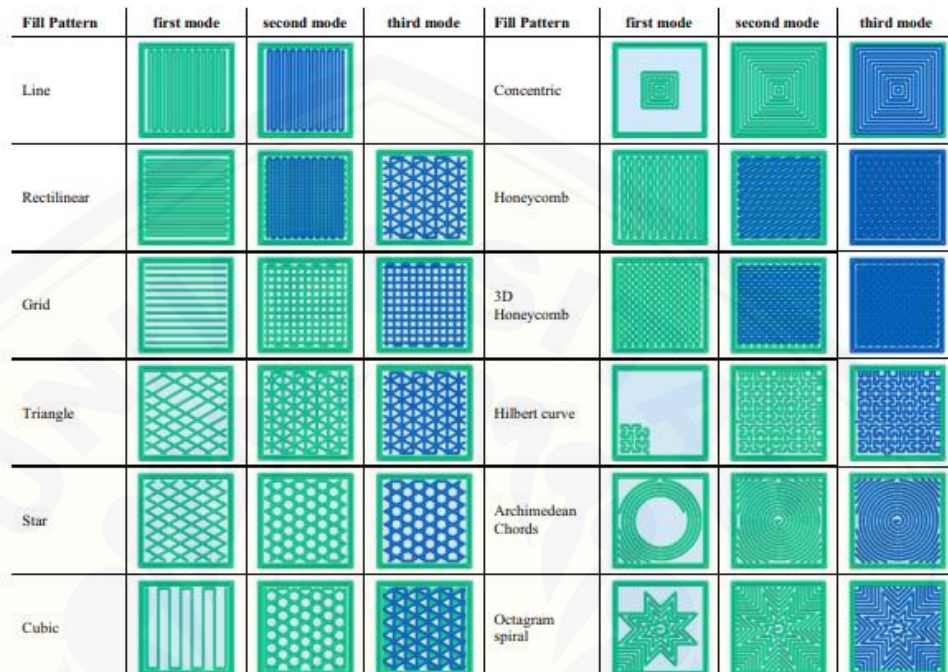 Fill Pattern first mode second mode third mode Fill Pattern first mode second mode third mode
Line Concentric
Rectilinear Honeycomb
Grid 3D
Honeycomb
Triangle Hilbert curve
Star Archimedean
Chords
Cubic Octagram
spiral